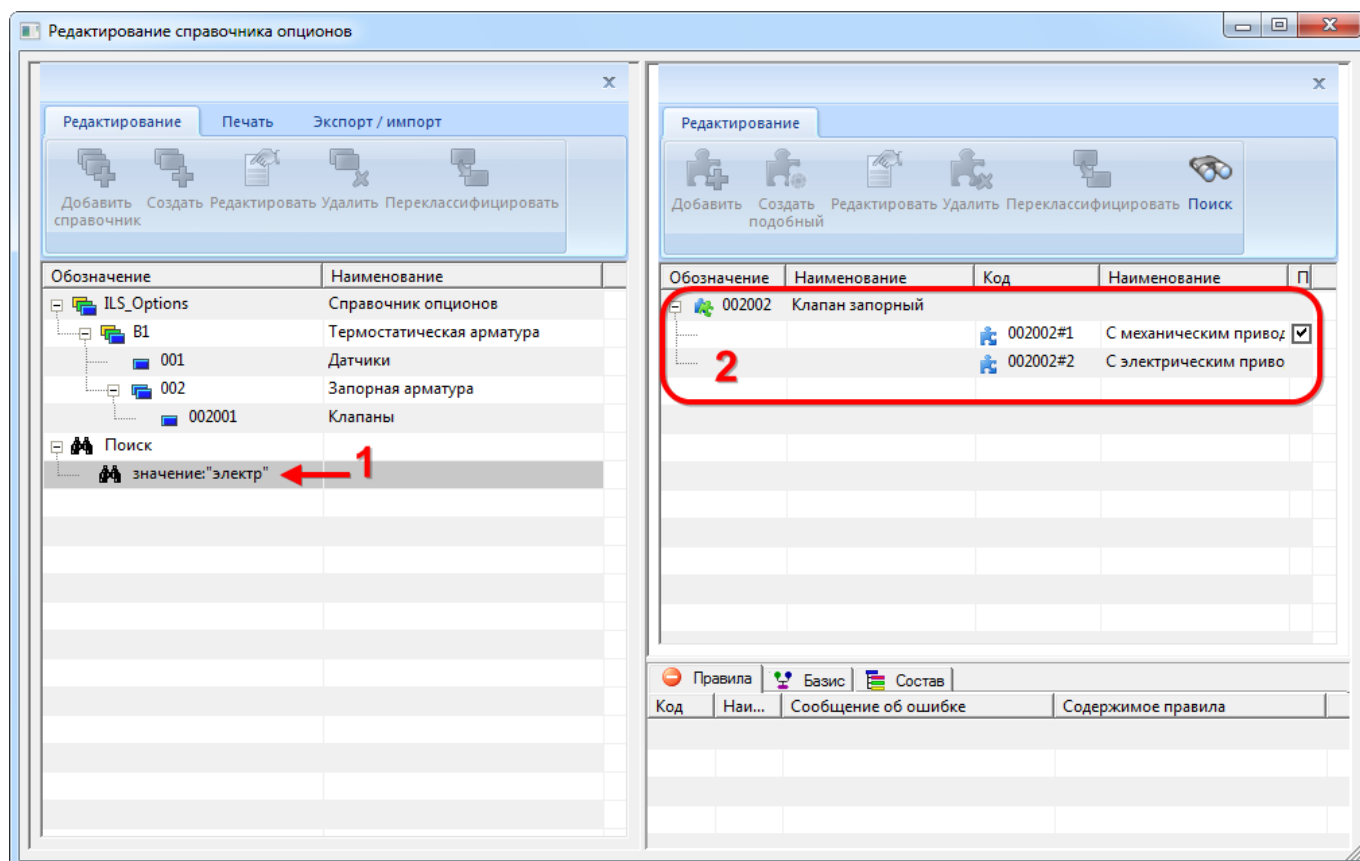 Редактирование справочника опционов
Редактирование Печать Экспорт / импорт
Добавить справочник Создать Редактировать Удалить Переклассифицировать
Обозначение Наименование
ILS_Options Справочник опционов
B1 Термостатическая арматура
001 Датчики
002 Запорная арматура
002001 Клапаны
Поиск
значение:"электр" 1
Редактирование
Добавить Создать подобный Редактировать Удалить Переклассифицировать Поиск
Обозначение Наименование Код Наименование П
002002 Клапан запорный
002002#1 С механическим привод
2 002002#2 С электрическим приво
Правила Базис Состав
Код Наи... Сообщение об ошибке Содержимое правила